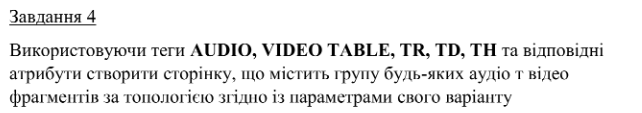 Завдання 4
Використовуючи теги AUDIO, VIDEO TABLE, TR, TD, TH та відповідні
атрибути створити сторінку, що містить групу будь-яких аудіо т відео
фрагментів за топологією згідно із параметрами свого варіанту